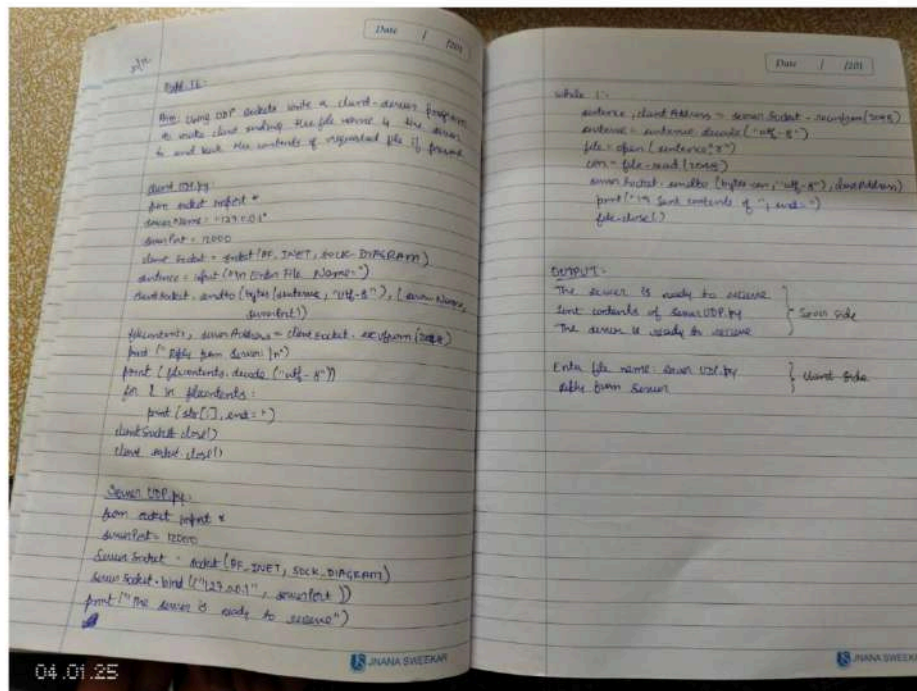 Date / /201
Expt. 16:
Aim: Using UDP sockets write a client-server program
to make client sending the file name & the server
to send back the contents of requested file if present
client UDP.py:
from socket import *
serverName = "127.0.0.1"
serverPort = 12000
clientSocket = socket(AF_INET, SOCK_DIAGRAM)
sentence = input("\n Enter File Name: ")
clientSocket.sendto(bytes(sentence, "utf-8"), (serverName,
serverPort))
filecontents, serverAddress = clientSocket.recvfrom(2048)
print("Reply from Server: \n")
print(filecontents.decode("utf-8"))
for i in filecontents:
print(str(i), end = '')
clientSocket.close()
clientSocket.close()
Server UDP.py:
from socket import *
serverPort = 12000
serverSocket = socket(AF_INET, SOCK_DIAGRAM)
serverSocket.bind(("127.0.0.1", serverPort))
print("The server is ready to receive")
JNANA SWEEKAR
04.01.25
Date / /201
while 1:
sentence, clientAddress = serverSocket.recvfrom(2048)
sentence = sentence.decode("utf-8")
file = open(sentence, "r")
con = file.read(2048)
serverSocket.sendto(bytes(con, "utf-8"), clientAddress)
print("\n Sent contents of ", end = '')
file.close()
OUTPUT:
The server is ready to receive
Sent contents of serverUDP.py
The server is ready to receive
Server side
Enter file name: server UDP.py
Reply from Server
client side
JNANA SWEEKAR